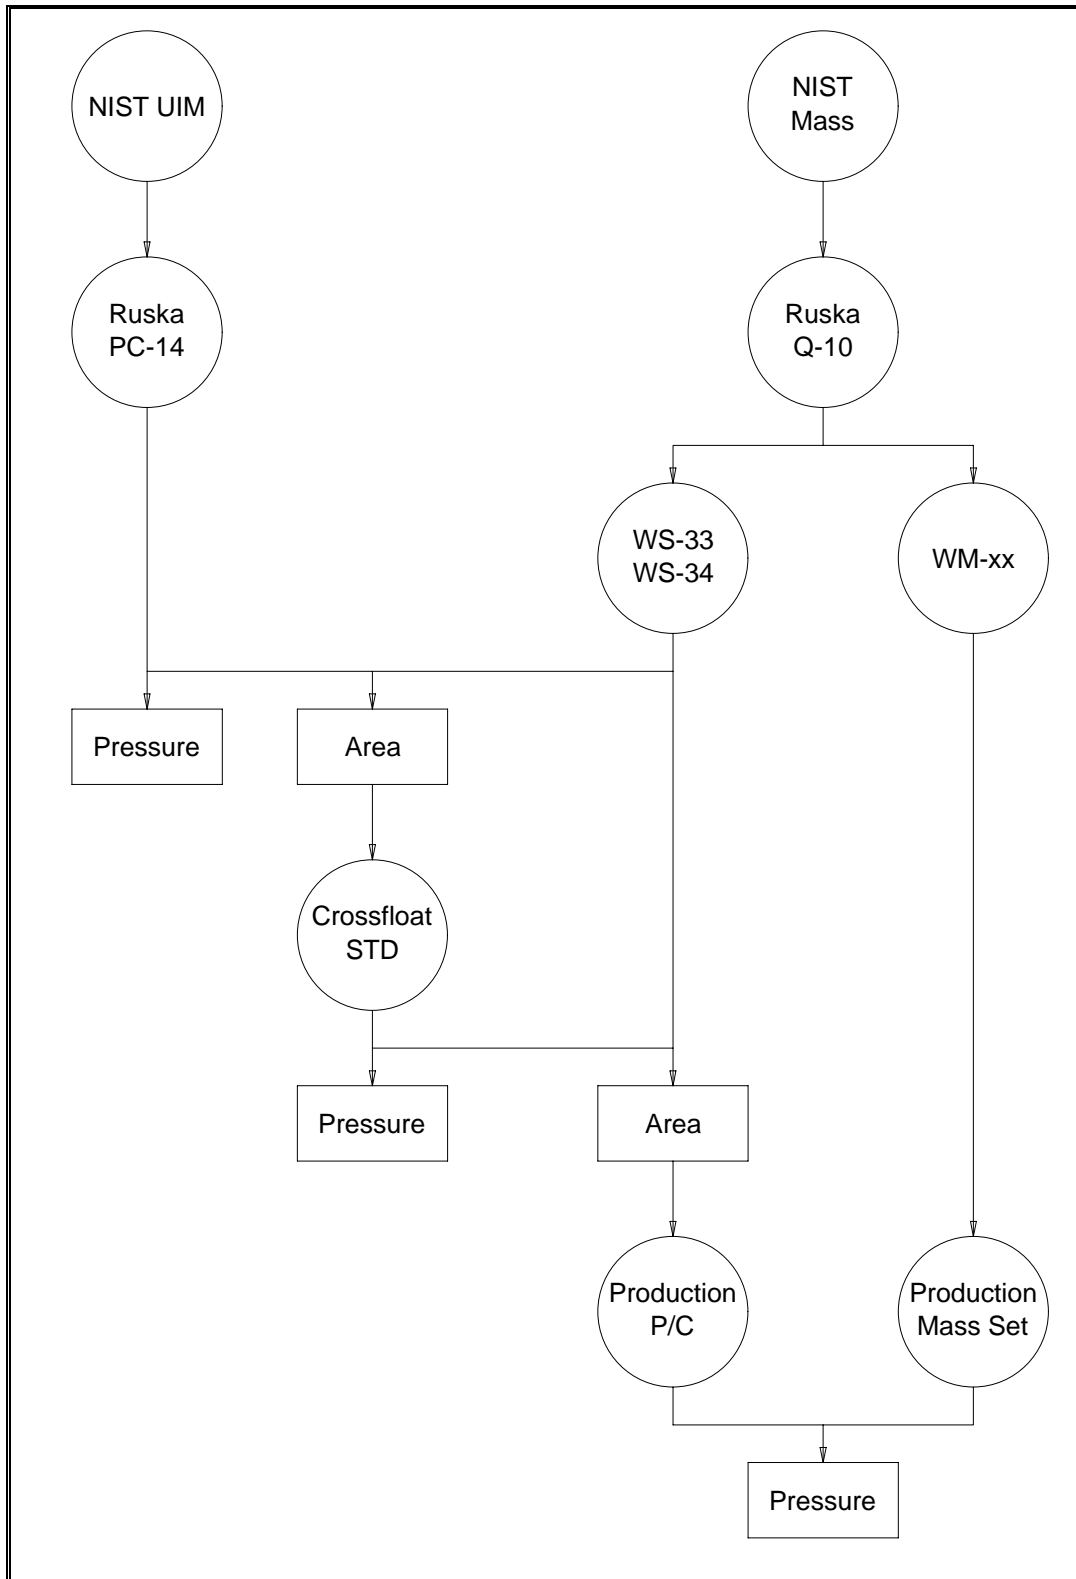 NIST UIM
NIST
Mass
Ruska
PC-14
Ruska
Q-10
WS-33
WS-34
WM-xx
Pressure
Area
Crossfloat
STD
Pressure
Area
Production
P/C
Production
Mass Set
Pressure